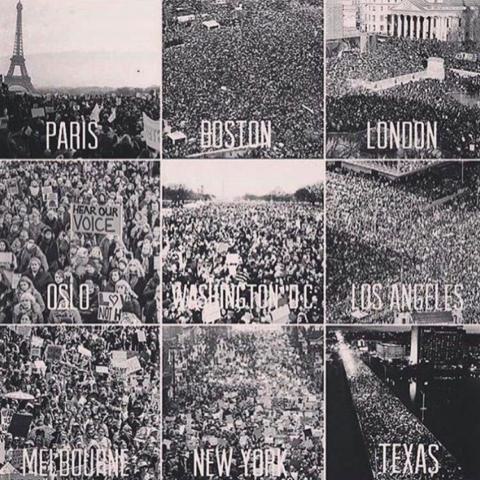 PARIS
BOSTON
LONDON
HEAR OUR
VOICE
OSLO
NOT
WASHINGTON D.C.
LOS ANGELES
MELBOURNE
NEW YORK
TEXAS